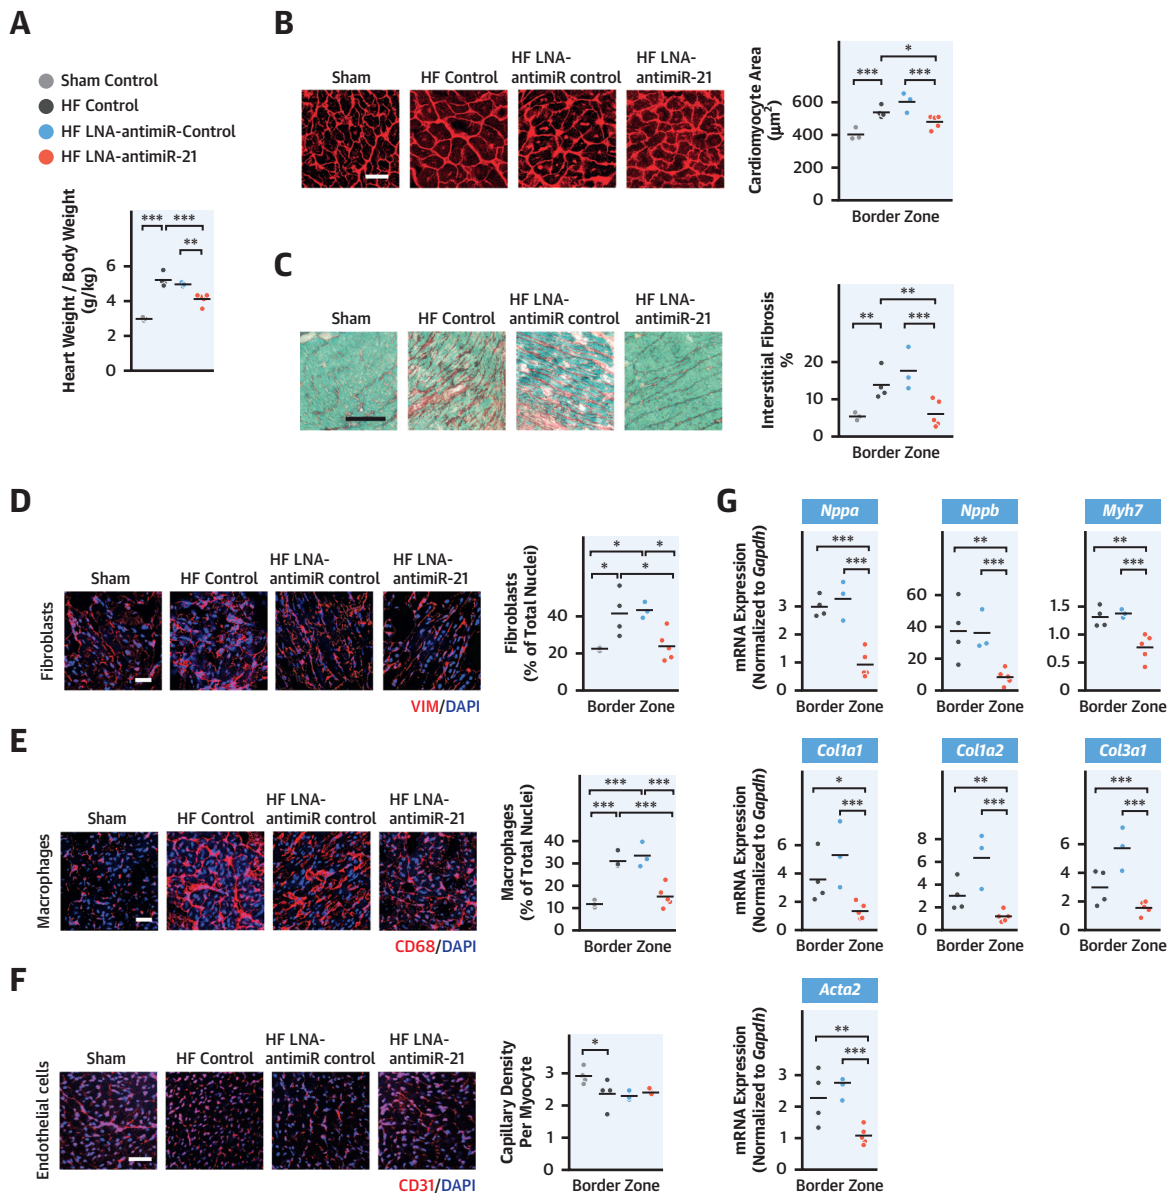 A
Sham Control
HF Control
HF LNA-antimiR-Control
HF LNA-antimiR-21
Heart Weight / Body Weight
(g/kg)
*** ***
**
6
4
2
0
B
Sham
HF Control
HF LNA-
antimiR control
HF LNA-
antimiR-21
Cardiomyocyte Area
(µm²)
*
*** ***
600
400
200
0
Border Zone
C
Sham
HF Control
HF LNA-
antimiR control
HF LNA-
antimiR-21
Interstitial Fibrosis
%
**
** ***
20
10
0
Border Zone
D
Fibroblasts
Sham
HF Control
HF LNA-
antimiR control
HF LNA-
antimiR-21
VIM/DAPI
Fibroblasts
(% of Total Nuclei)
* *
* *
40
20
0
Border Zone
E
Macrophages
Sham
HF Control
HF LNA-
antimiR control
HF LNA-
antimiR-21
CD68/DAPI
Macrophages
(% of Total Nuclei)
*** ***
*** ***
40
30
20
10
0
Border Zone
F
Endothelial cells
Sham
HF Control
HF LNA-
antimiR control
HF LNA-
antimiR-21
CD31/DAPI
Capillary Density
Per Myocyte
*
3
2
1
0
Border Zone
G
Nppa
mRNA Expression
(Normalized to Gapdh)
***
***
3
2
1
0
Border Zone
Nppb
**
***
60
40
20
0
Border Zone
Myh7
**
***
1.5
1.0
0.5
0
Border Zone
Col1a1
mRNA Expression
(Normalized to Gapdh)
*
***
6
4
2
0
Border Zone
Col1a2
**
***
8
6
4
2
0
Border Zone
Col3a1
***
***
6
4
2
0
Border Zone
Acta2
mRNA Expression
(Normalized to Gapdh)
**
***
3
2
1
0
Border Zone